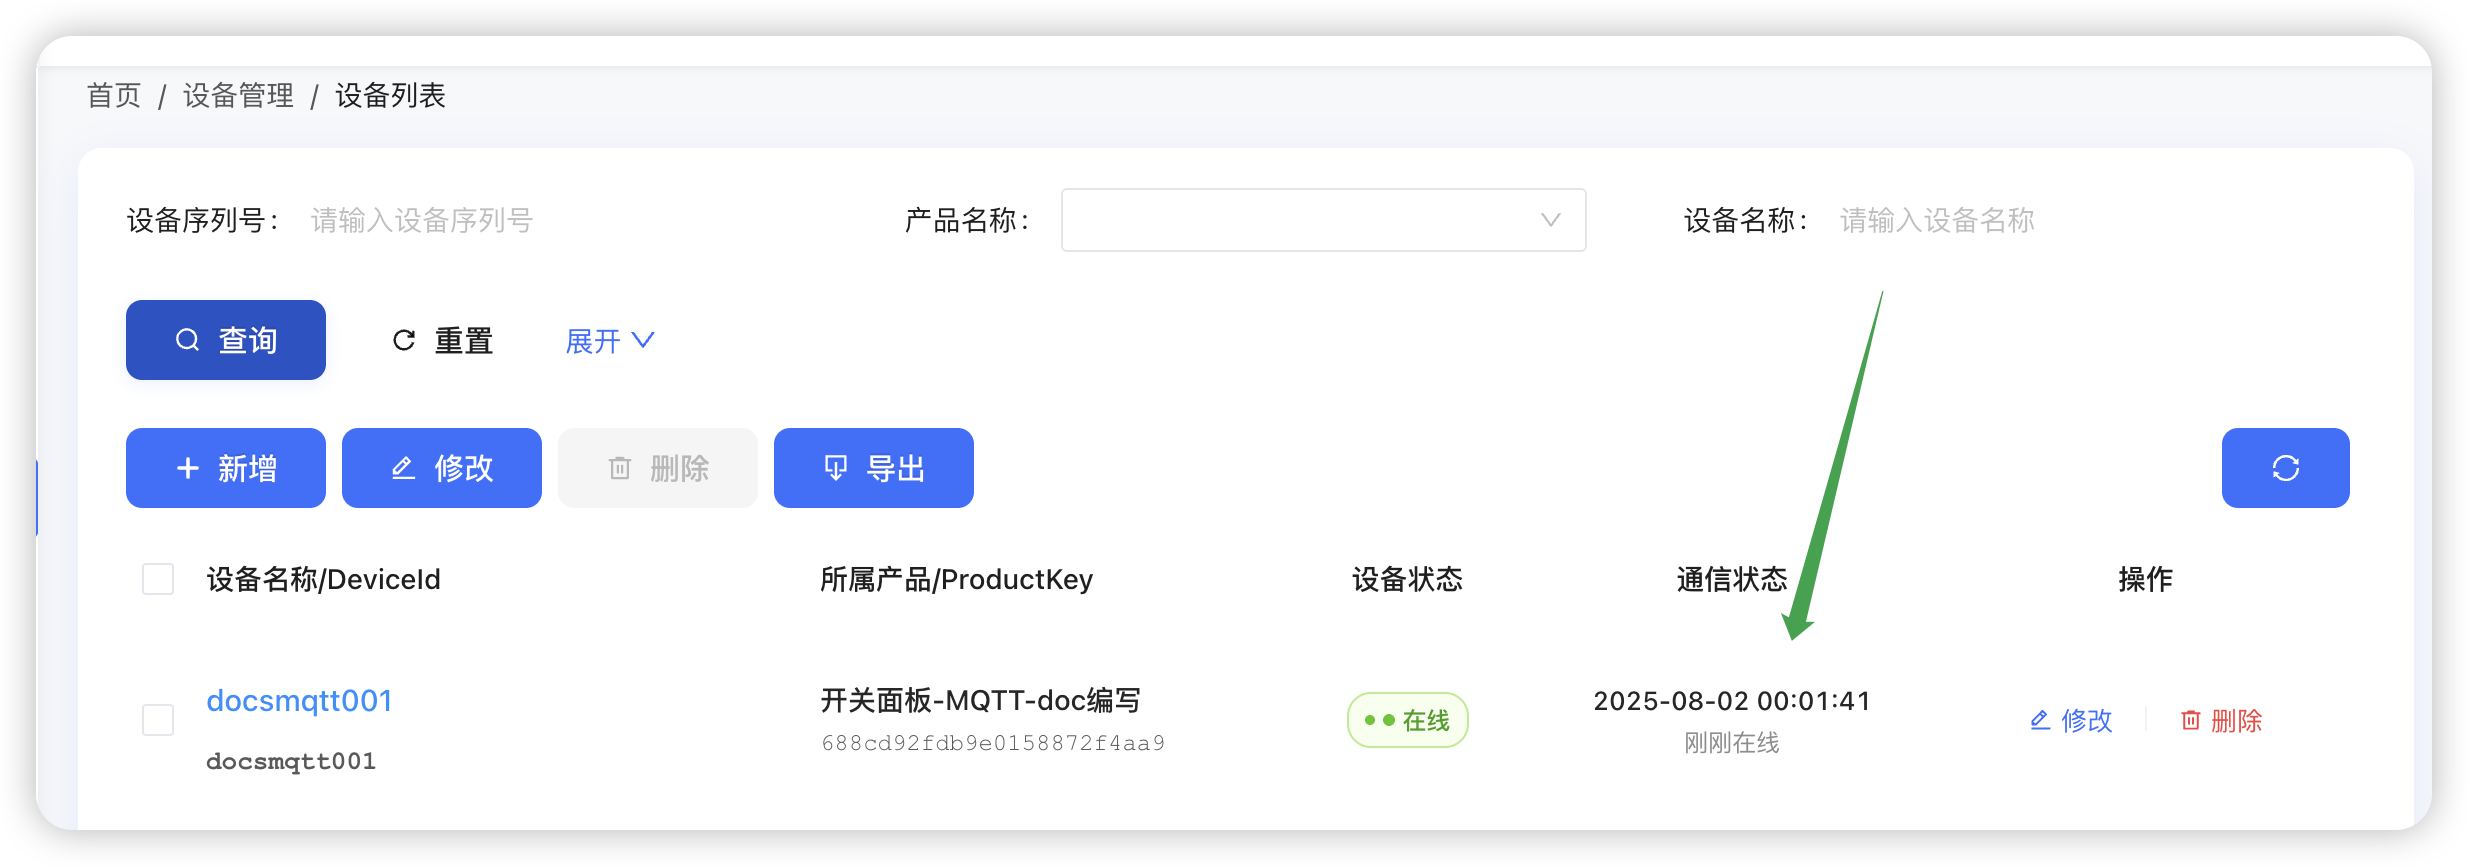 首页 / 设备管理 / 设备列表
设备序列号: 请输入设备序列号 产品名称: 设备名称: 请输入设备名称
查询 重置 展开
新增 修改 删除 导出
设备名称/DeviceId 所属产品/ProductKey 设备状态 通信状态 操作
docsmqtt001 开关面板-MQTT-doc编写 在线 2025-08-02 00:01:41 修改 删除
docsmqtt001 688cd92fdb9e0158872f4aa9 刚刚在线